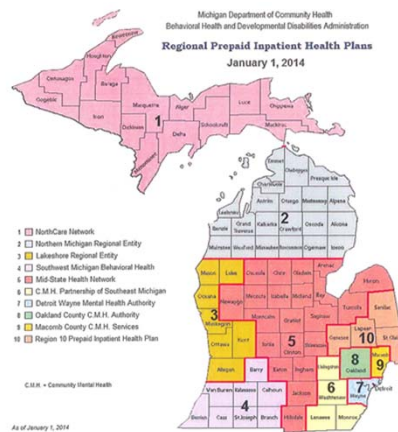 Michigan Department of Community Health
Behavioral Health and Developmental Disabilities Administration
Regional Prepaid Inpatient Health Plans
January 1, 2014
Keweenaw
Houghton
Ontonagon
Baraga
Gogebic
Marquette
Alger
Luce
Chippewa
Iron
1
Schoolcraft
Mackinac
Dickinson
Delta
Menominee
Emmet
Cheboygan
Presque Isle
Charlevoix
Antrim
Otsego
Montmorency
Alpena
2
Leelanau
Benzie
Grand
Traverse
Kalkaska
Crawford
Oscoda
Alcona
Manistee
Wexford
Missaukee
Roscommon
Ogemaw
Iosco
1 NorthCare Network
2 Northern Michigan Regional Entity
3 Lakeshore Regional Entity
4 Southwest Michigan Behavioral Health
5 Mid-State Health Network
6 C.M.H. Partnership of Southeast Michigan
7 Detroit Wayne Mental Health Authority
8 Oakland County C.M.H. Authority
9 Macomb County C.M.H. Services
10 Region 10 Prepaid Inpatient Health Plan
Mason
Lake
Osceola
Clare
Gladwin
Arenac
Huron
Oceana
Newaygo
Mecosta
Isabella
Midland
Bay
Tuscola
Sanilac
3
Muskegon
Montcalm
Gratiot
Saginaw
Lapeer
10
Genesee
Ottawa
Kent
Ionia
5
Clinton
Shiawassee
8
Oakland
Macomb
9
Allegan
Barry
Eaton
Ingham
Livingston
6
Washtenaw
7
Wayne
Detroit
Van Buren
Kalamazoo
Calhoun
Jackson
4
Berrien
Cass
St Joseph
Branch
Hillsdale
Lenawee
Monroe
C.M.H. = Community Mental Health
As of January 1, 2014